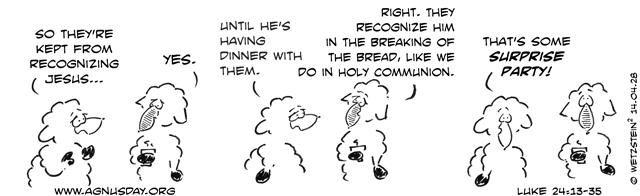 SO THEY'RE
KEPT FROM
RECOGNIZING
JESUS...
YES.
UNTIL HE'S
HAVING
DINNER WITH
THEM.
RIGHT. THEY
RECOGNIZE HIM
IN THE BREAKING OF
THE BREAD, LIKE WE
DO IN HOLY COMMUNION.
THAT'S SOME
SURPRISE
PARTY!
© WETZSTEIN² 14.04.28
WWW.AGNUSDAY.ORG
LUKE 24:13-35